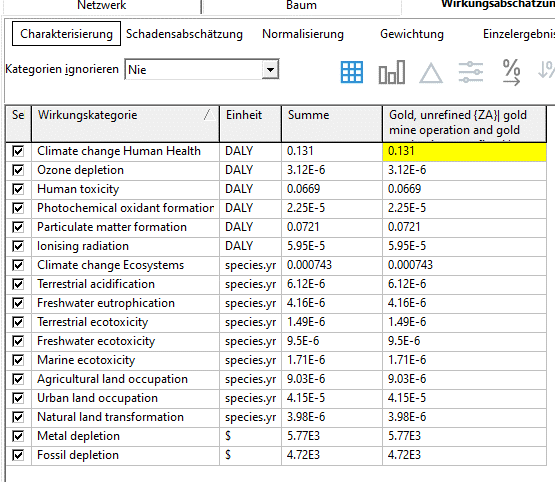 Netzwerk Baum Wirkungsabschätzun
Charakterisierung Schadensabschätzung Normalisierung Gewichtung Einzelergebnis
Kategorien ignorieren Nie
% %
Se Wirkungskategorie Einheit Summe Gold, unrefined {ZA}| gold
mine operation and gold
Climate change Human Health DALY 0.131 0.131
Ozone depletion DALY 3.12E-6 3.12E-6
Human toxicity DALY 0.0669 0.0669
Photochemical oxidant formation DALY 2.25E-5 2.25E-5
Particulate matter formation DALY 0.0721 0.0721
Ionising radiation DALY 5.95E-5 5.95E-5
Climate change Ecosystems species.yr 0.000743 0.000743
Terrestrial acidification species.yr 6.12E-6 6.12E-6
Freshwater eutrophication species.yr 4.16E-6 4.16E-6
Terrestrial ecotoxicity species.yr 1.49E-6 1.49E-6
Freshwater ecotoxicity species.yr 9.5E-6 9.5E-6
Marine ecotoxicity species.yr 1.71E-6 1.71E-6
Agricultural land occupation species.yr 9.03E-6 9.03E-6
Urban land occupation species.yr 4.15E-5 4.15E-5
Natural land transformation species.yr 3.98E-6 3.98E-6
Metal depletion $ 5.77E3 5.77E3
Fossil depletion $ 4.72E3 4.72E3